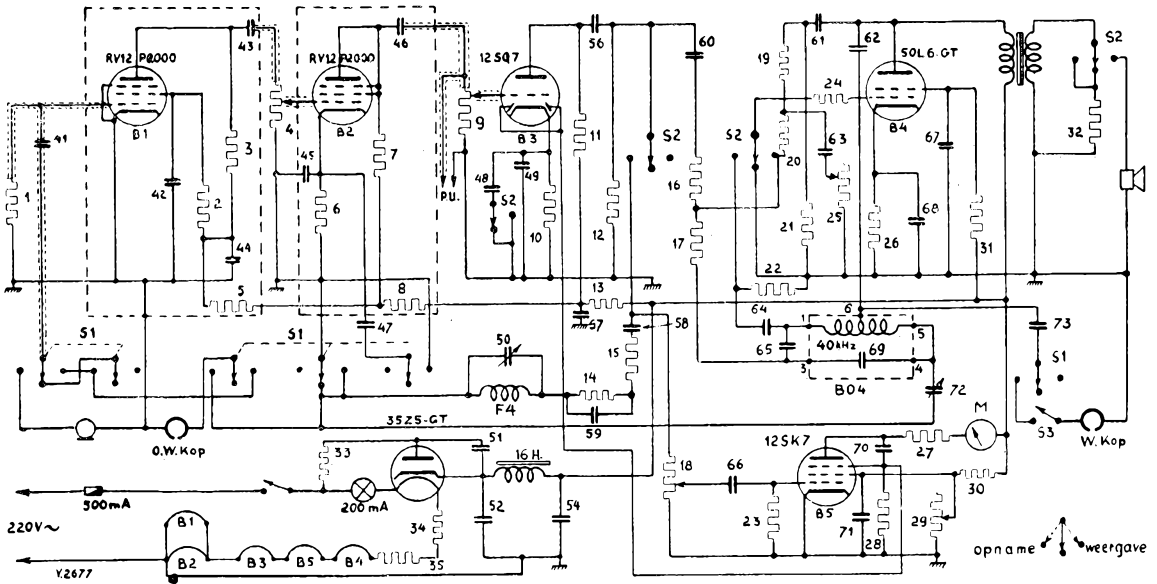 43
46
56
60
61
62
50L6.GT
S2
RV12 P2000
RV12 P2000
12SQ7
19
24
32
41
B1
3
4
B2
7
9
B3
11
S2
S2
B4
67
63
20
1
42
2
45
6
P.U.
48
49
S2
10
12
16
17
21
25
26
68
31
44
5
8
13
22
47
57
58
64
6
73
40kHz
5
S1
S1
50
15
65
3
69
4
S1
14
B04
72
F4
59
M
S3
35Z5-GT
12SK7
O.W.Kop
W.Kop
33
51
16 H.
18
66
70
27
30
500mA
200mA
34
52
54
23
B5
71
28
29
220V~
B1
B2
B3
B5
B4
35
opname
weergave
Y.2677